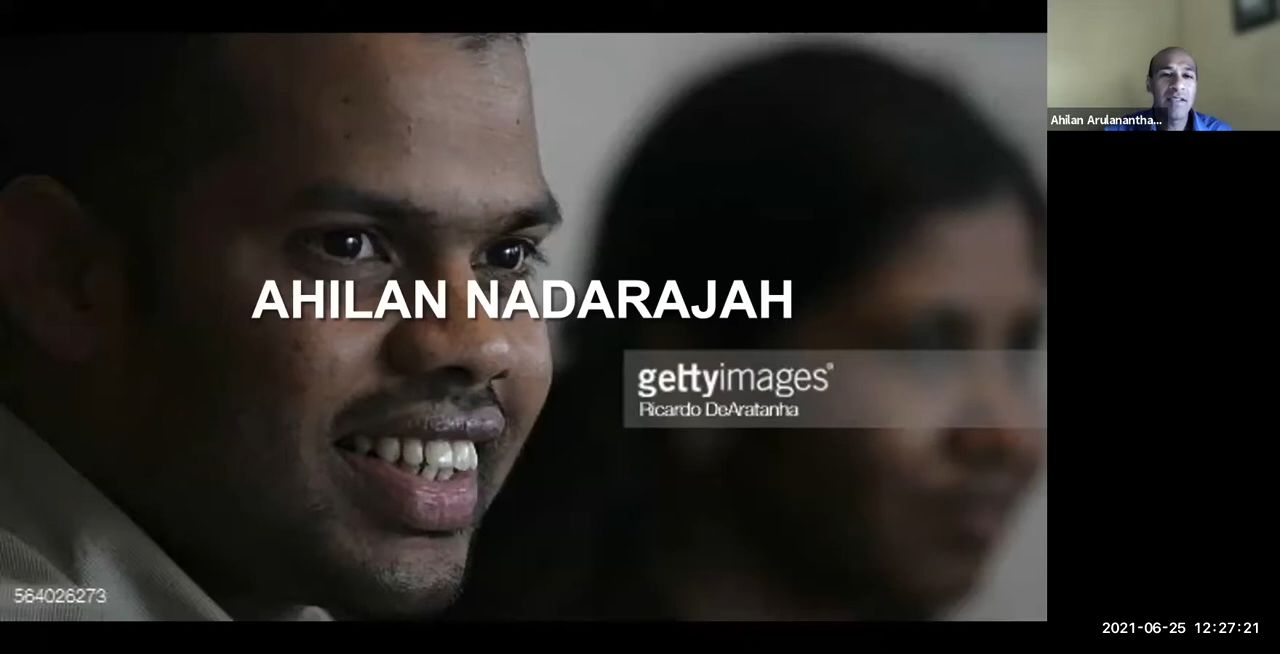 Ahilan Arulanantha...
AHILAN NADARAJAH
gettyimages®
Ricardo DeAratanha
564026273
2021-06-25 12:27:21